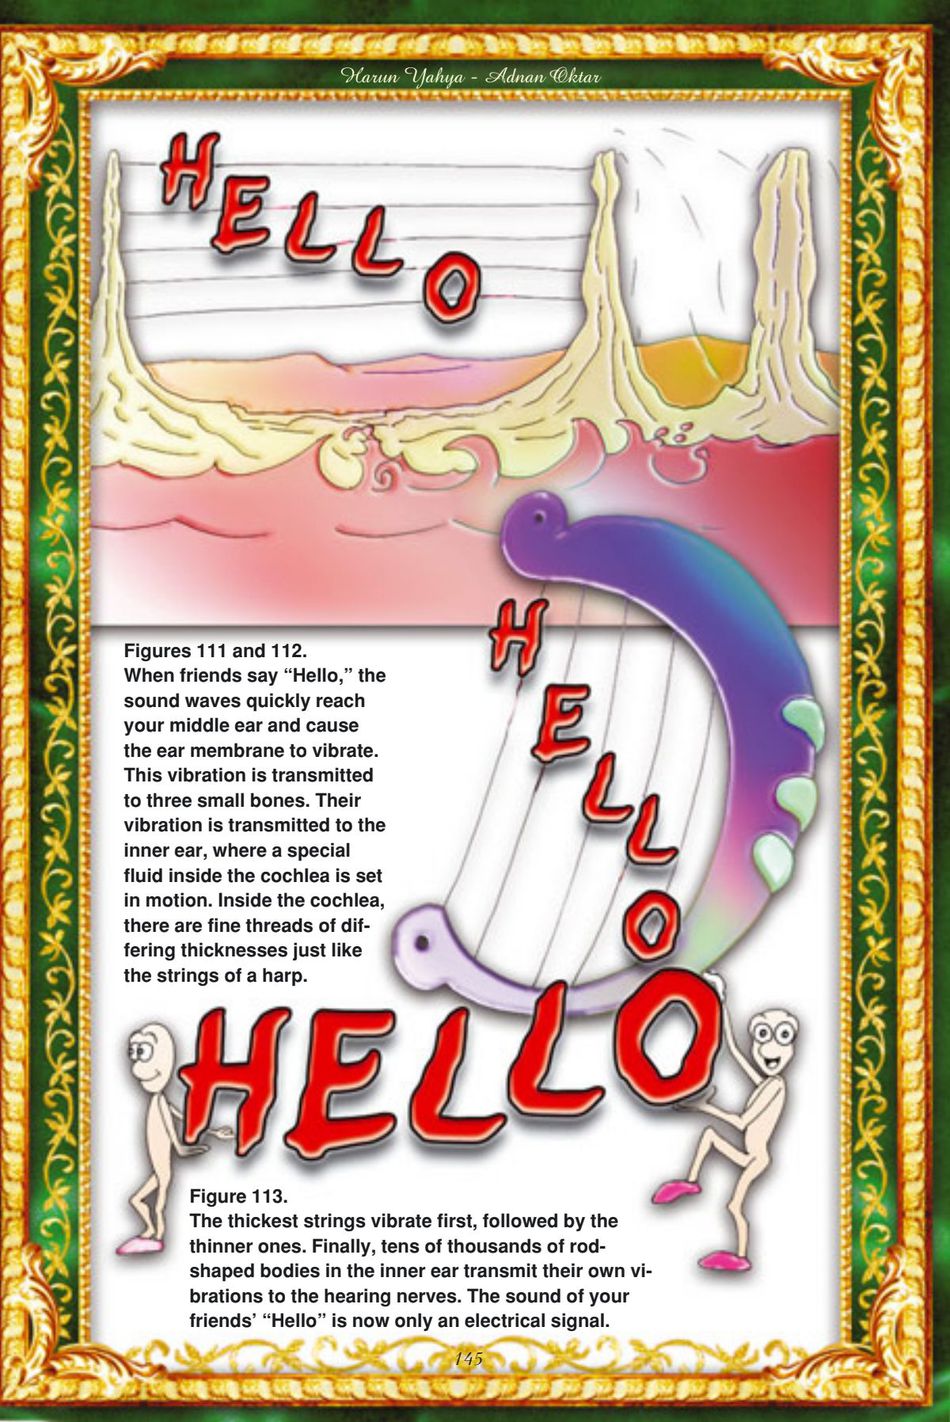 Harun Yahya - Adnan Oktar
HELLO
HELLO
Figures 111 and 112.
When friends say “Hello,” the
sound waves quickly reach
your middle ear and cause
the ear membrane to vibrate.
This vibration is transmitted
to three small bones. Their
vibration is transmitted to the
inner ear, where a special
fluid inside the cochlea is set
in motion. Inside the cochlea,
there are fine threads of dif-
fering thicknesses just like
the strings of a harp.
HELLO
Figure 113.
The thickest strings vibrate first, followed by the
thinner ones. Finally, tens of thousands of rod-
shaped bodies in the inner ear transmit their own vi-
brations to the hearing nerves. The sound of your
friends’ “Hello” is now only an electrical signal.
145